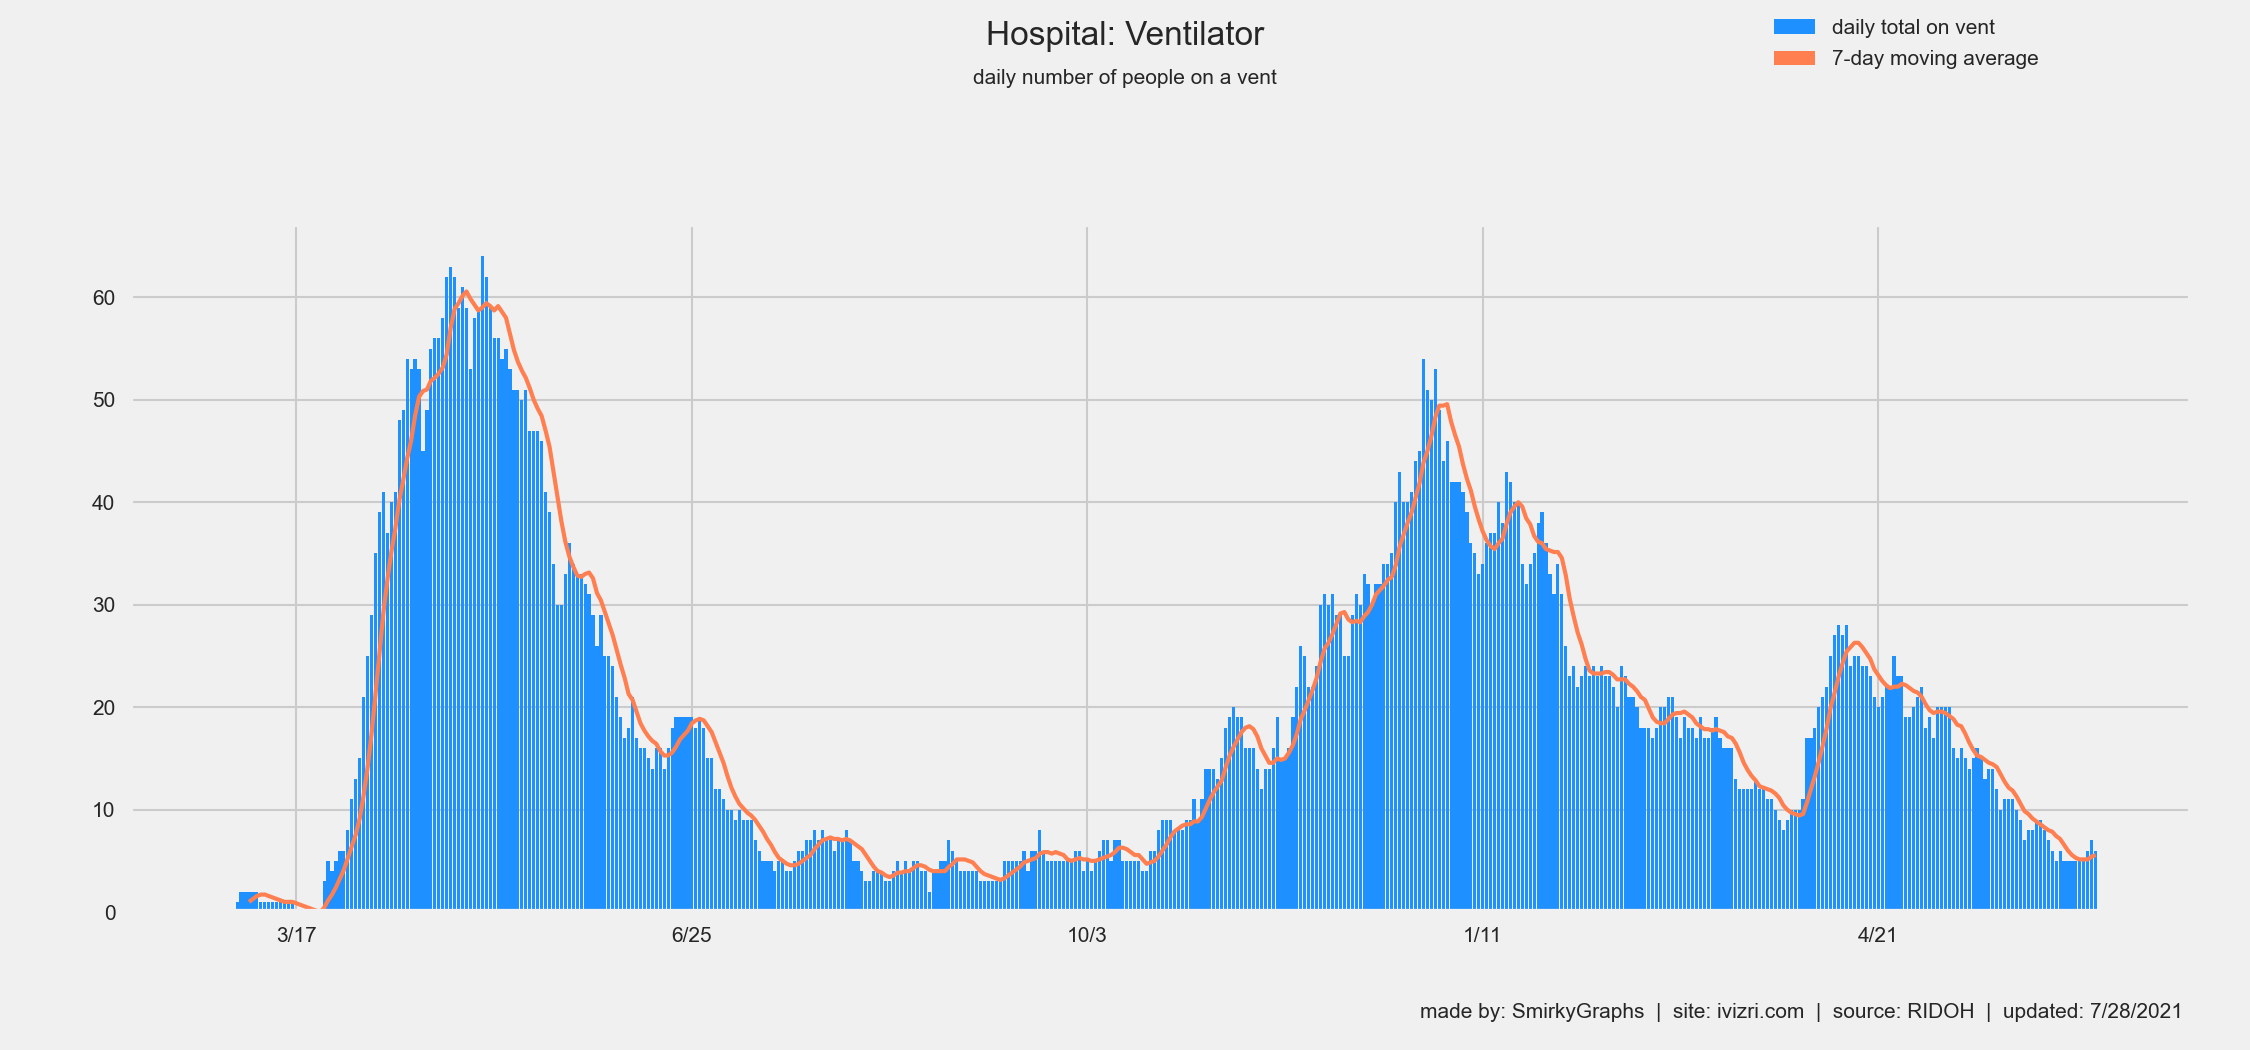 Hospital: Ventilator
daily number of people on a vent
daily total on vent
7-day moving average
60
50
40
30
20
10
0
3/17 6/25 10/3 1/11 4/21
made by: SmirkyGraphs | site: ivizri.com | source: RIDOH | updated: 7/28/2021